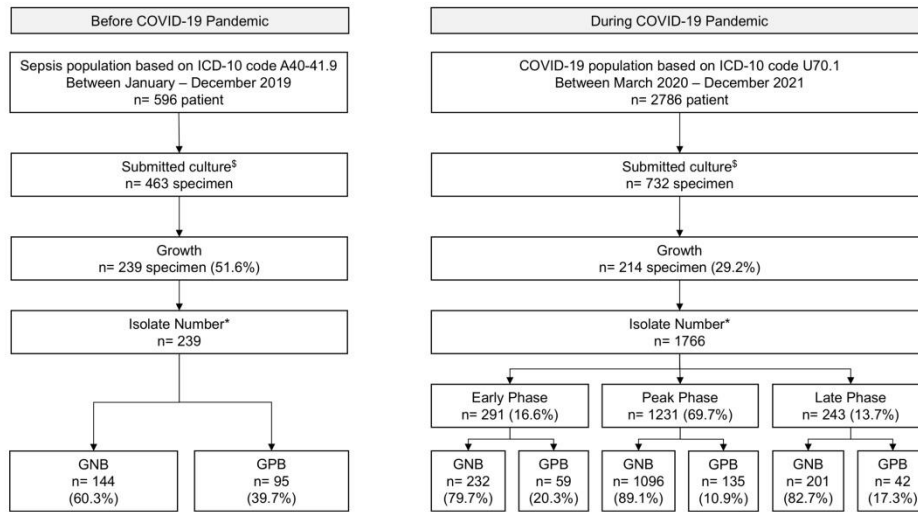 Before COVID-19 Pandemic
Sepsis population based on ICD-10 code A40-41.9
Between January – December 2019
n= 596 patient
Submitted culture$
n= 463 specimen
Growth
n= 239 specimen (51.6%)
Isolate Number*
n= 239
GNB
n= 144
(60.3%)
GPB
n= 95
(39.7%)
During COVID-19 Pandemic
COVID-19 population based on ICD-10 code U70.1
Between March 2020 – December 2021
n= 2786 patient
Submitted culture$
n= 732 specimen
Growth
n= 214 specimen (29.2%)
Isolate Number*
n= 1766
Early Phase
n= 291 (16.6%)
GNB
n= 232
(79.7%)
GPB
n= 59
(20.3%)
Peak Phase
n= 1231 (69.7%)
GNB
n= 1096
(89.1%)
GPB
n= 135
(10.9%)
Late Phase
n= 243 (13.7%)
GNB
n= 201
(82.7%)
GPB
n= 42
(17.3%)